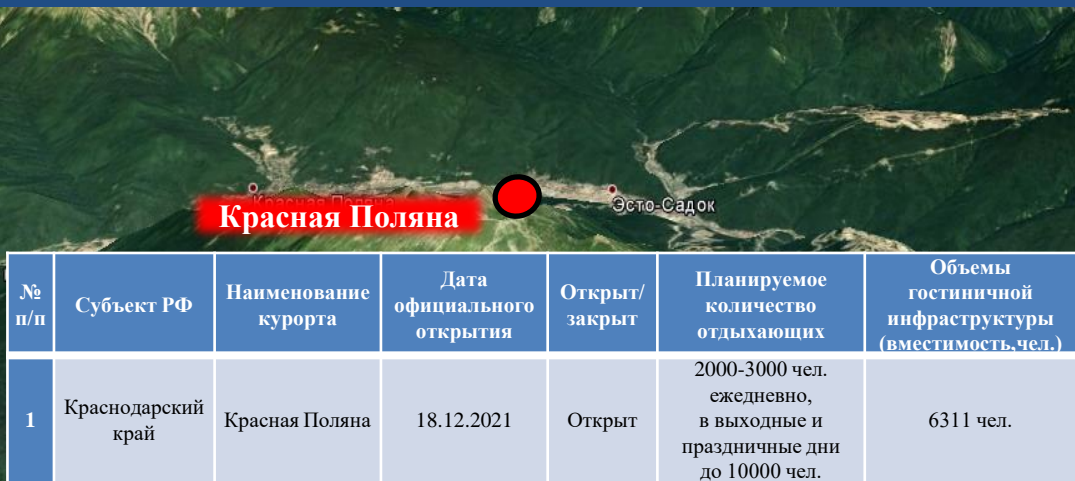 Красная Поляна
Эсто-Садок
Красная Поляна
№
п/п
Субъект РФ
Наименование
курорта
Дата
официального
открытия
Открыт/
закрыт
Планируемое
количество
отдыхающих
Объемы
гостиничной
инфраструктуры
(вместимость,чел.)
1
Краснодарский
край
Красная Поляна
18.12.2021
Открыт
2000-3000 чел.
ежедневно,
в выходные и
праздничные дни
до 10000 чел.
6311 чел.